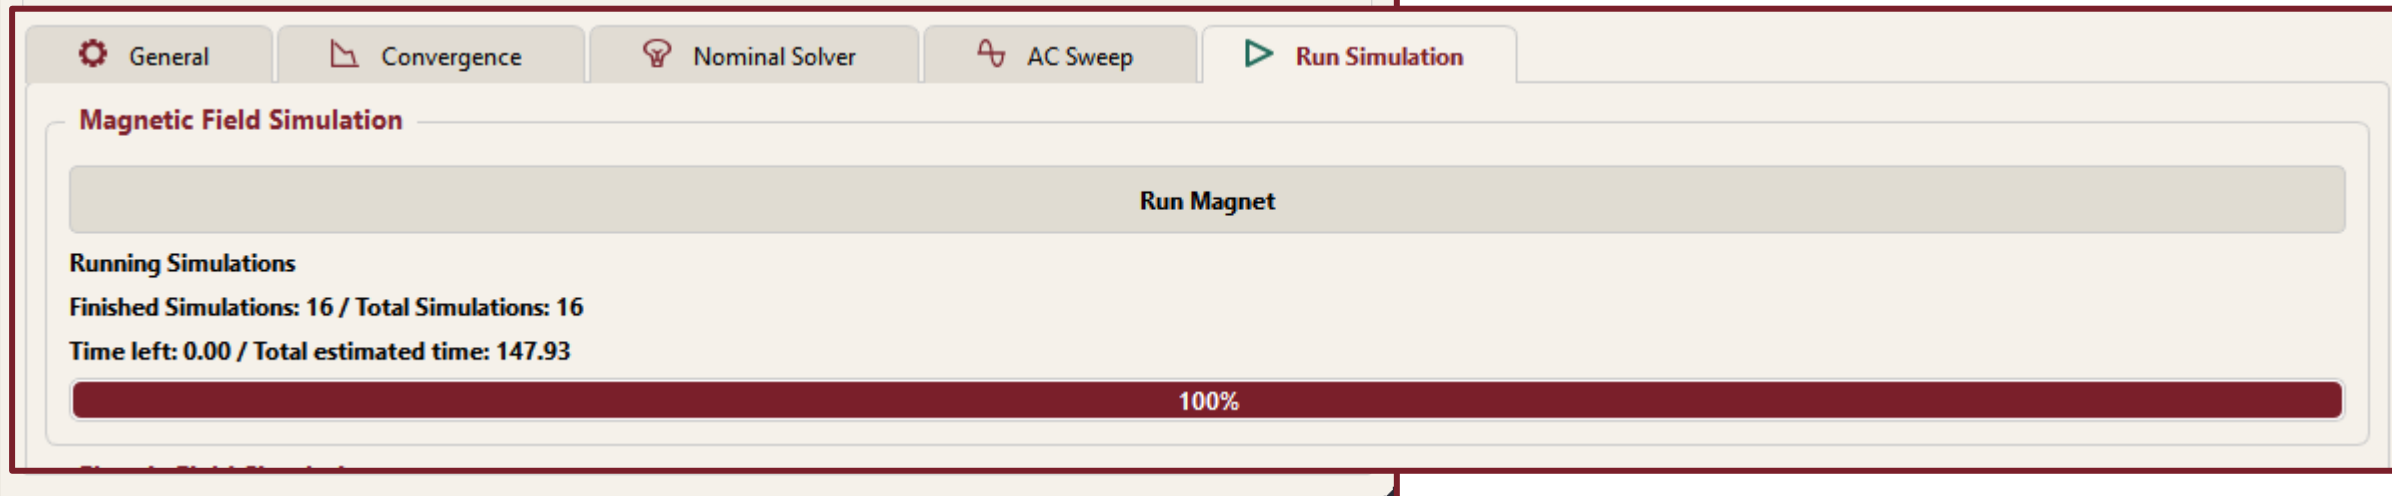 General Convergence Nominal Solver AC Sweep Run Simulation
Magnetic Field Simulation
Run Magnet
Running Simulations
Finished Simulations: 16 / Total Simulations: 16
Time left: 0.00 / Total estimated time: 147.93
100%